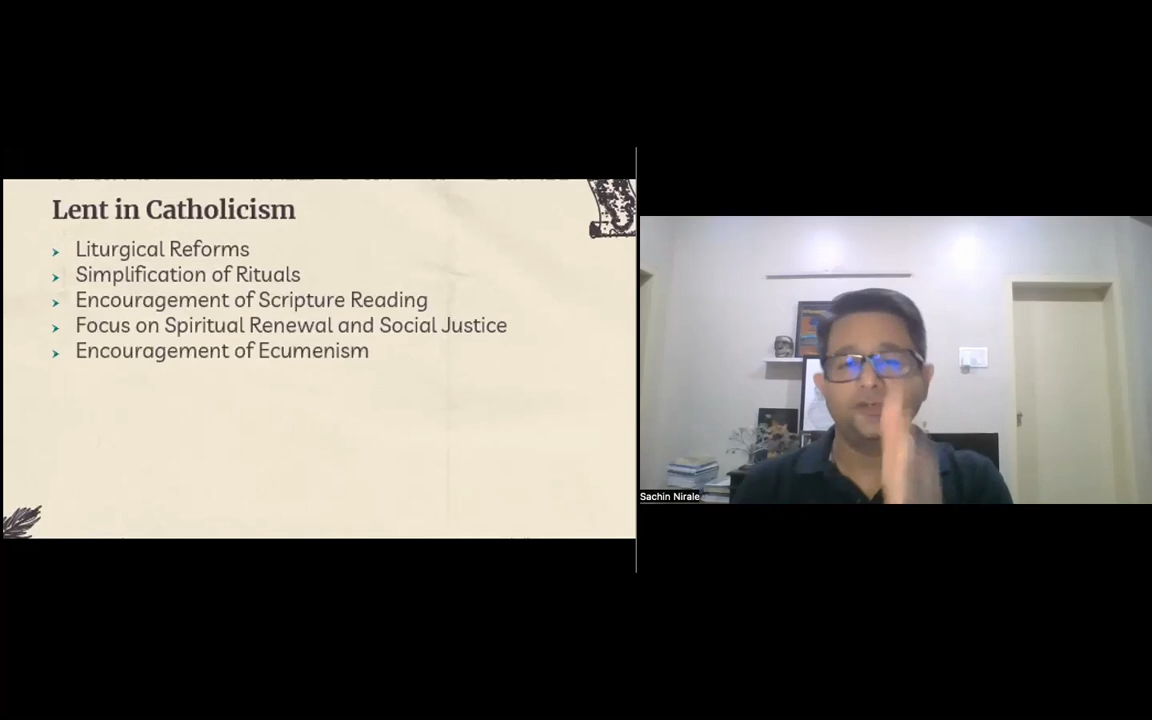 Lent in Catholicism
Liturgical Reforms
Simplification of Rituals
Encouragement of Scripture Reading
Focus on Spiritual Renewal and Social Justice
Encouragement of Ecumenism
Sachin Nirale